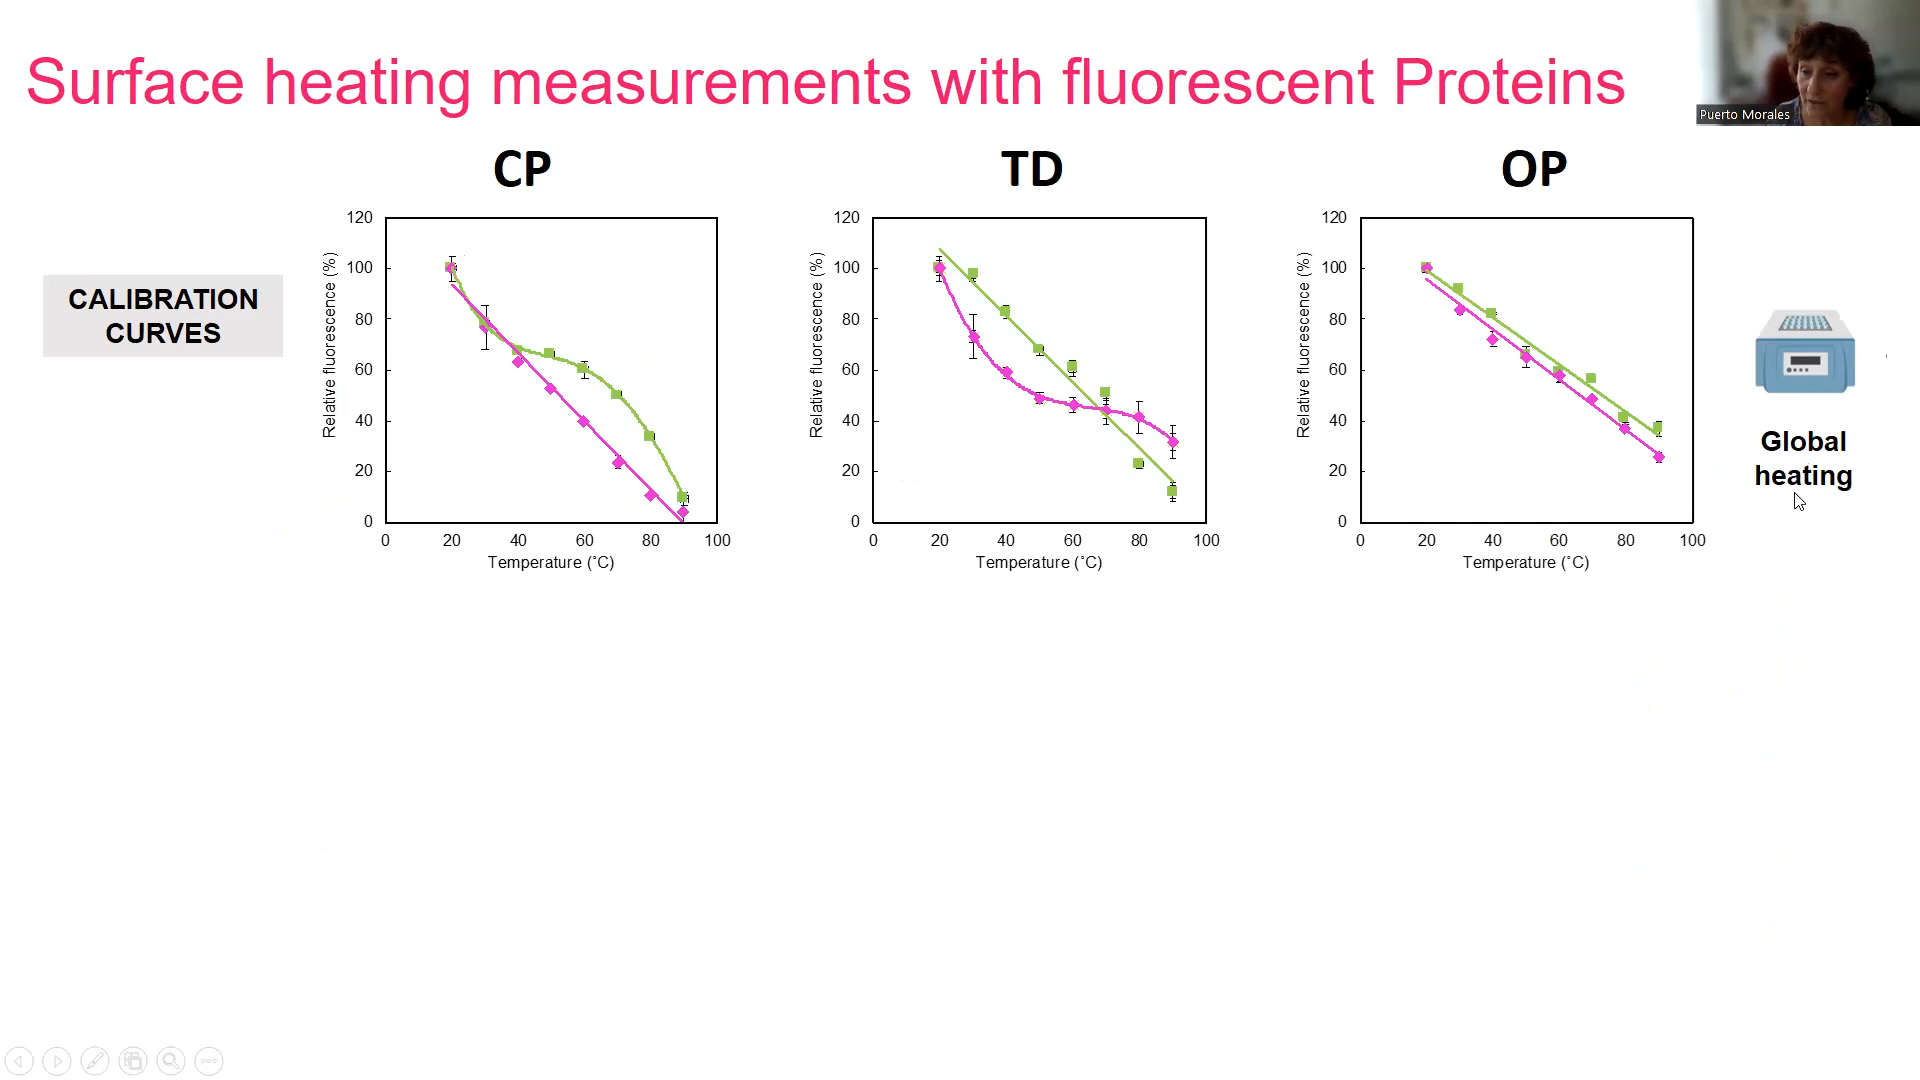 Surface heating measurements with fluorescent Proteins
Puerto Morales
CP
TD
OP
CALIBRATION
CURVES
Relative fluorescence (%)
120
100
80
60
40
20
0
0 20 40 60 80 100
Temperature (˚C)
Relative fluorescence (%)
120
100
80
60
40
20
0
0 20 40 60 80 100
Temperature (˚C)
Relative fluorescence (%)
120
100
80
60
40
20
0
0 20 40 60 80 100
Temperature (˚C)
Global
heating